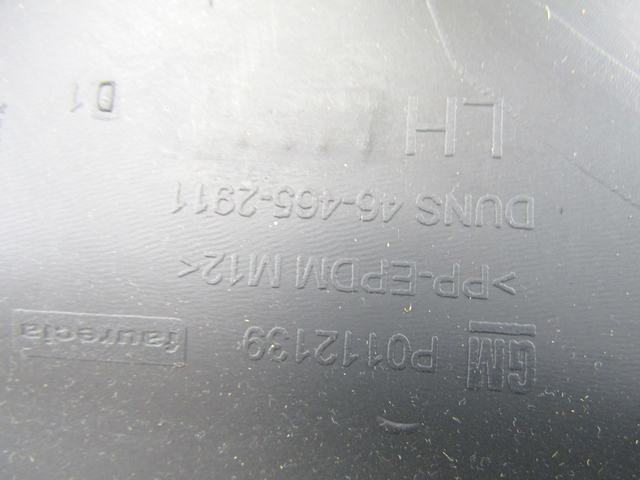 GM P0112139 faurecia
>PP-EPDM M12<
DUNS 46-465-2911
LH
D1